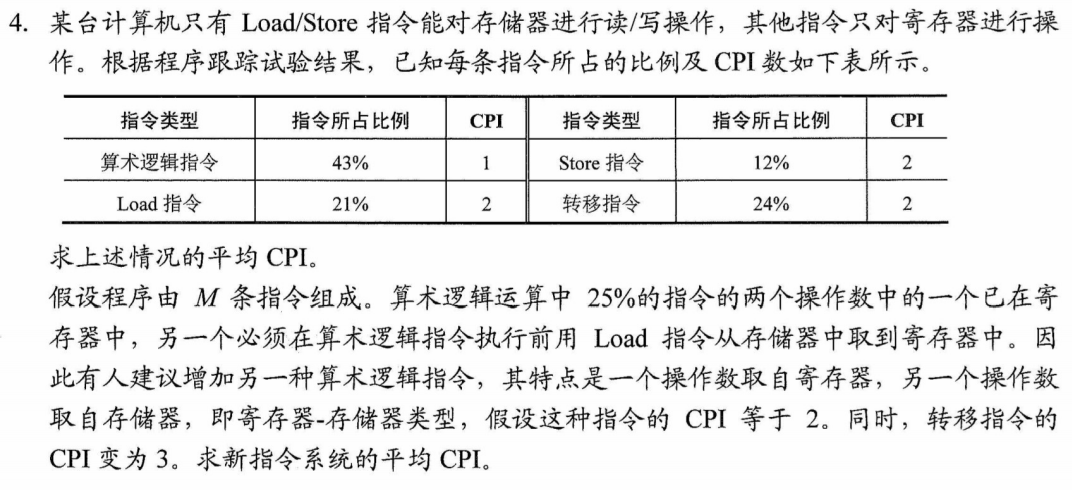 4. 某台计算机只有 Load/Store 指令能对存储器进行读/写操作，其他指令只对寄存器进行操
作。根据程序跟踪试验结果，已知每条指令所占的比例及 CPI 数如下表所示。
指令类型 指令所占比例 CPI 指令类型 指令所占比例 CPI
算术逻辑指令 43% 1 Store 指令 12% 2
Load 指令 21% 2 转移指令 24% 2
求上述情况的平均 CPI。
假设程序由 M 条指令组成。算术逻辑运算中 25%的指令的两个操作数中的一个已在寄
存器中，另一个必须在算术逻辑指令执行前用 Load 指令从存储器中取到寄存器中。因
此有人建议增加另一种算术逻辑指令，其特点是一个操作数取自寄存器，另一个操作数
取自存储器，即寄存器-存储器类型，假设这种指令的 CPI 等于 2。同时，转移指令的
CPI 变为 3。求新指令系统的平均 CPI。